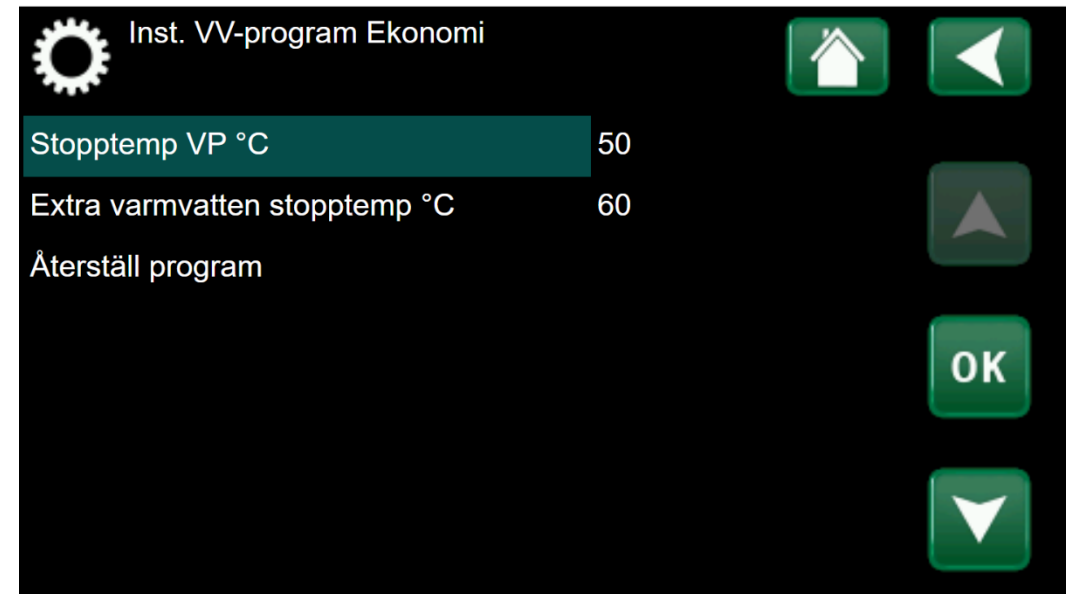 Inst. VV-program Ekonomi
Stopptemp VP °C 50
Extra varmvatten stopptemp °C 60
Återställ program
OK